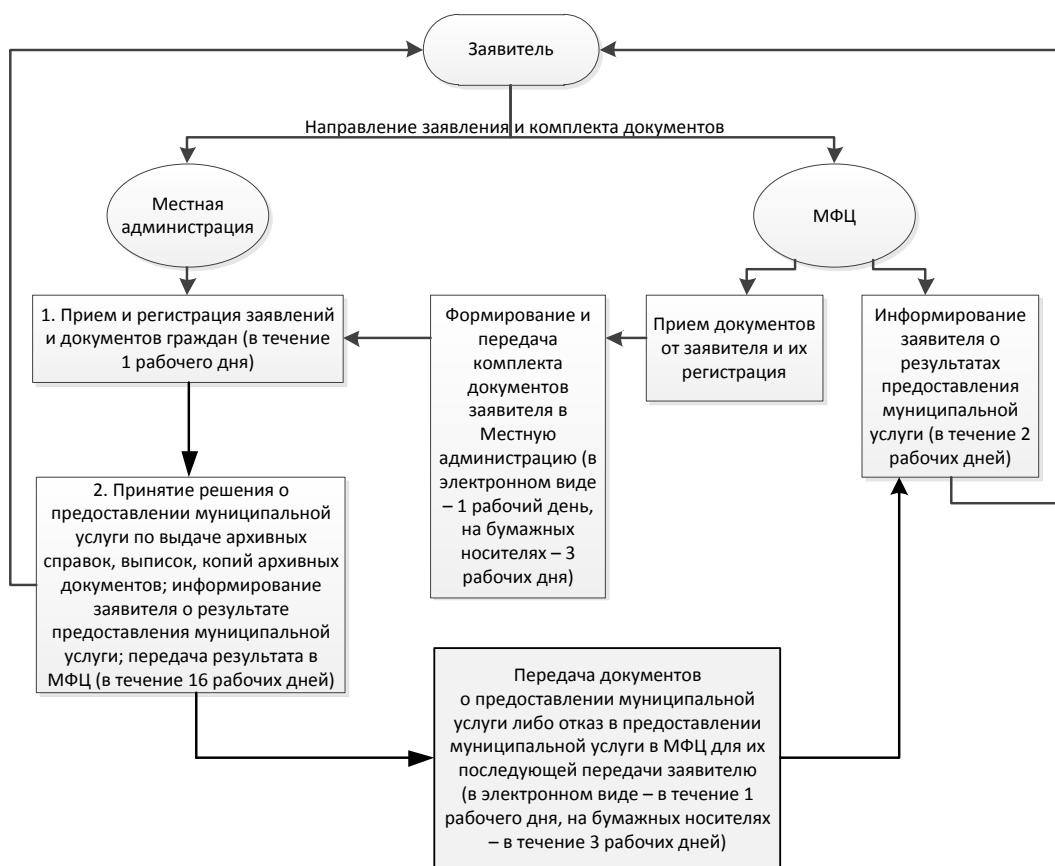 Заявитель
Направление заявления и комплекта документов
Местная
администрация
МФЦ
1. Прием и регистрация заявлений
и документов граждан (в течение
1 рабочего дня)
Формирование и
передача
комплекта
документов
заявителя в
Местную
администрацию (в
электронном виде
– 1 рабочий день,
на бумажных
носителях – 3
рабочих дня)
Прием документов
от заявителя и их
регистрация
Информирование
заявителя о
результатах
предоставления
муниципальной
услуги (в течение 2
рабочих дней)
2. Принятие решения о
предоставлении муниципальной
услуги по выдаче архивных
справок, выписок, копий архивных
документов; информирование
заявителя о результате
предоставления муниципальной
услуги; передача результата в
МФЦ (в течение 16 рабочих дней)
Передача документов
о предоставлении муниципальной
услуги либо отказ в предоставлении
муниципальной услуги в МФЦ для их
последующей передачи заявителю
(в электронном виде – в течение 1
рабочего дня, на бумажных носителях
– в течение 3 рабочих дней)